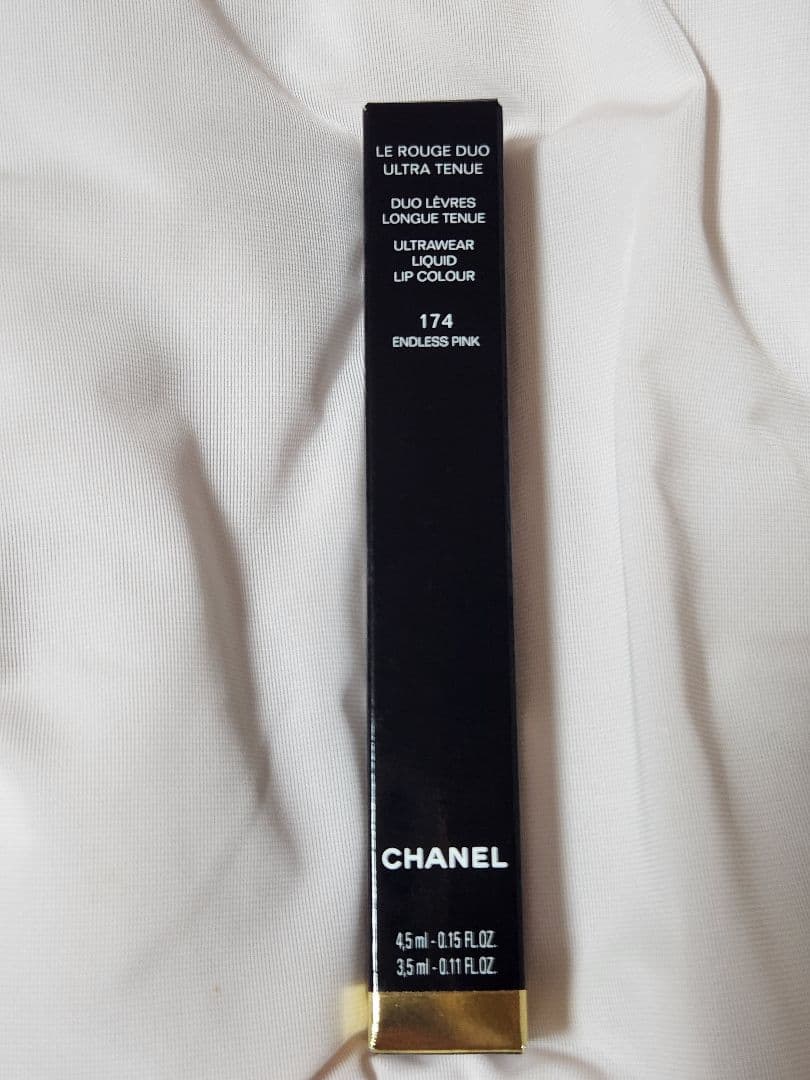 LE ROUGE DUO
ULTRA TENUE
DUO LÈVRES
LONGUE TENUE
ULTRAWEAR
LIQUID
LIP COLOUR
174
ENDLESS PINK
CHANEL
4,5 ml - 0.15 FL.OZ.
3,5 ml - 0.11 FL.OZ.